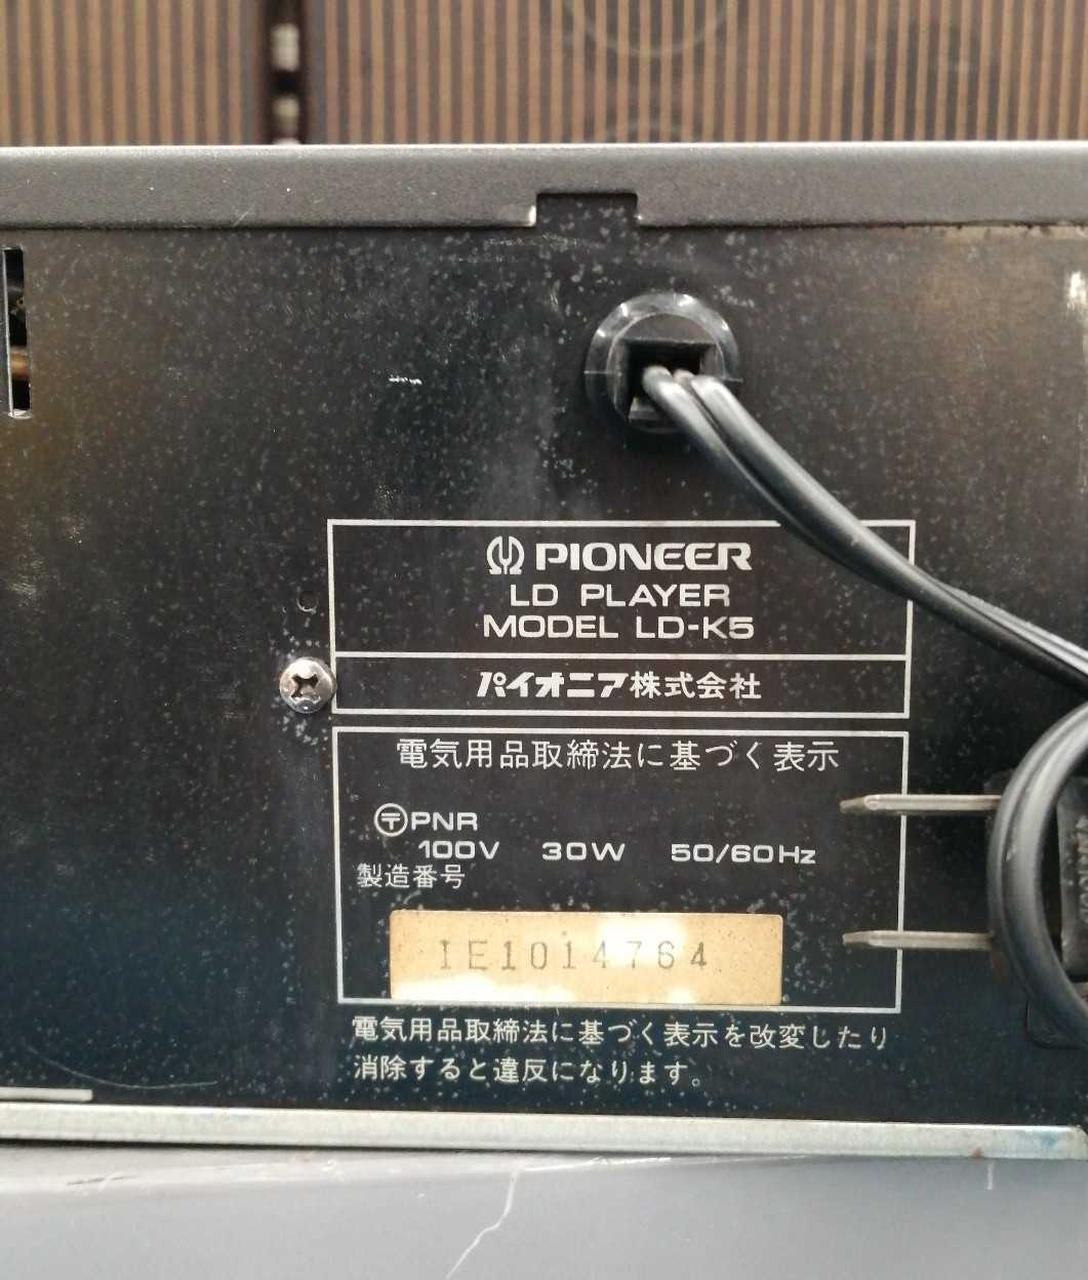 PIONEER
LD PLAYER
MODEL LD-K5
パイオニア株式会社
電気用品取締法に基づく表示
〒PNR
100V 30W 50/60Hz
製造番号
IE1014764
電気用品取締法に基づく表示を改変したり
消除すると違反になります。